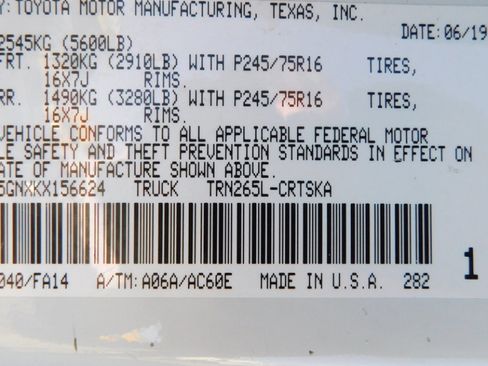 Y: TOYOTA MOTOR MANUFACTURING, TEXAS, INC.
DATE: 06/19
2545KG (5600LB)
FRT. 1320KG (2910LB) WITH P245/75R16 TIRES,
16X7J RIMS.
RR. 1490KG (3280LB) WITH P245/75R16 TIRES,
16X7J RIMS.
VEHICLE CONFORMS TO ALL APPLICABLE FEDERAL MOTOR
LE SAFETY AND THEFT PREVENTION STANDARDS IN EFFECT ON
ATE OF MANUFACTURE SHOWN ABOVE.
5GNXKX156624 TRUCK TRN265L-CRTSKA
1
040/FA14 A/TM: A06A/AC60E MADE IN U.S.A. 282